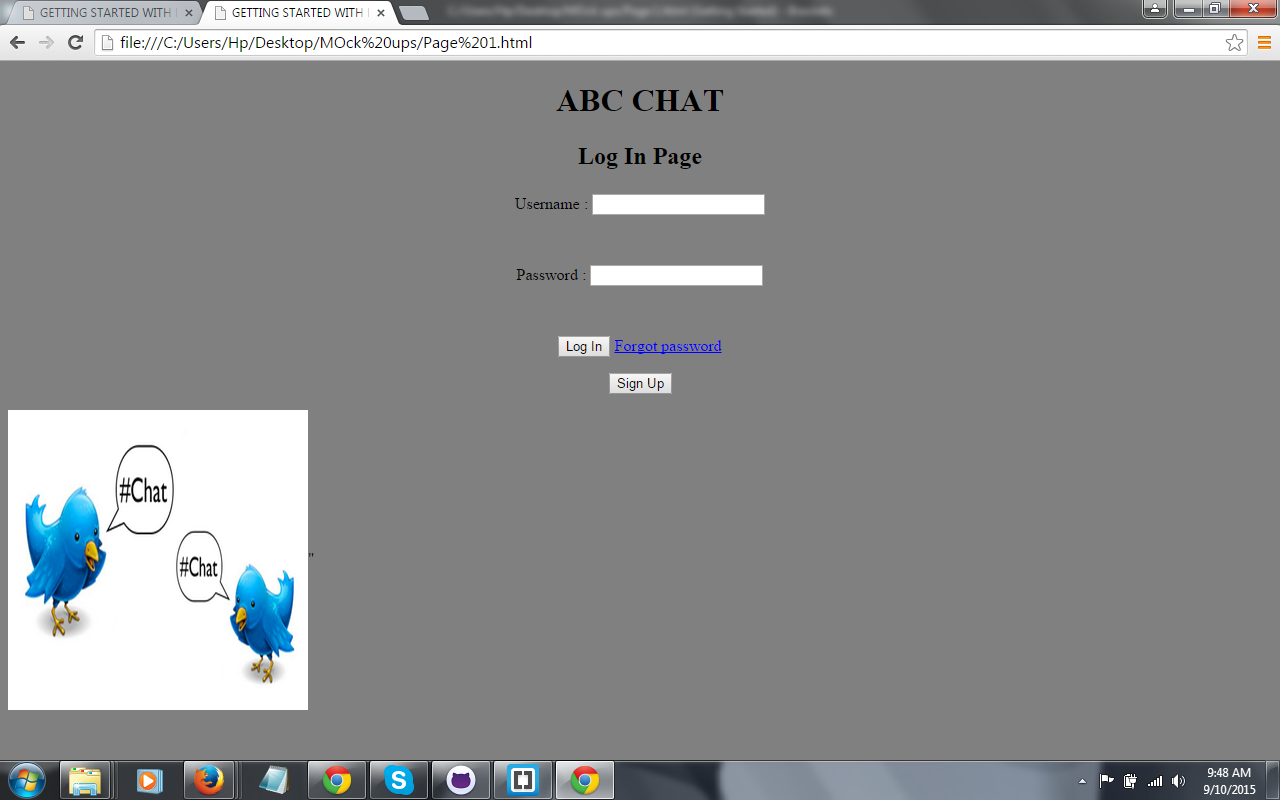 GETTING STARTED WITH
GETTING STARTED WITH
file:///C:/Users/Hp/Desktop/MOck%20ups/Page%201.html
ABC CHAT
Log In Page
Username :
Password :
Log In Forgot password
Sign Up
#Chat
#Chat
"
9:48 AM
9/10/2015